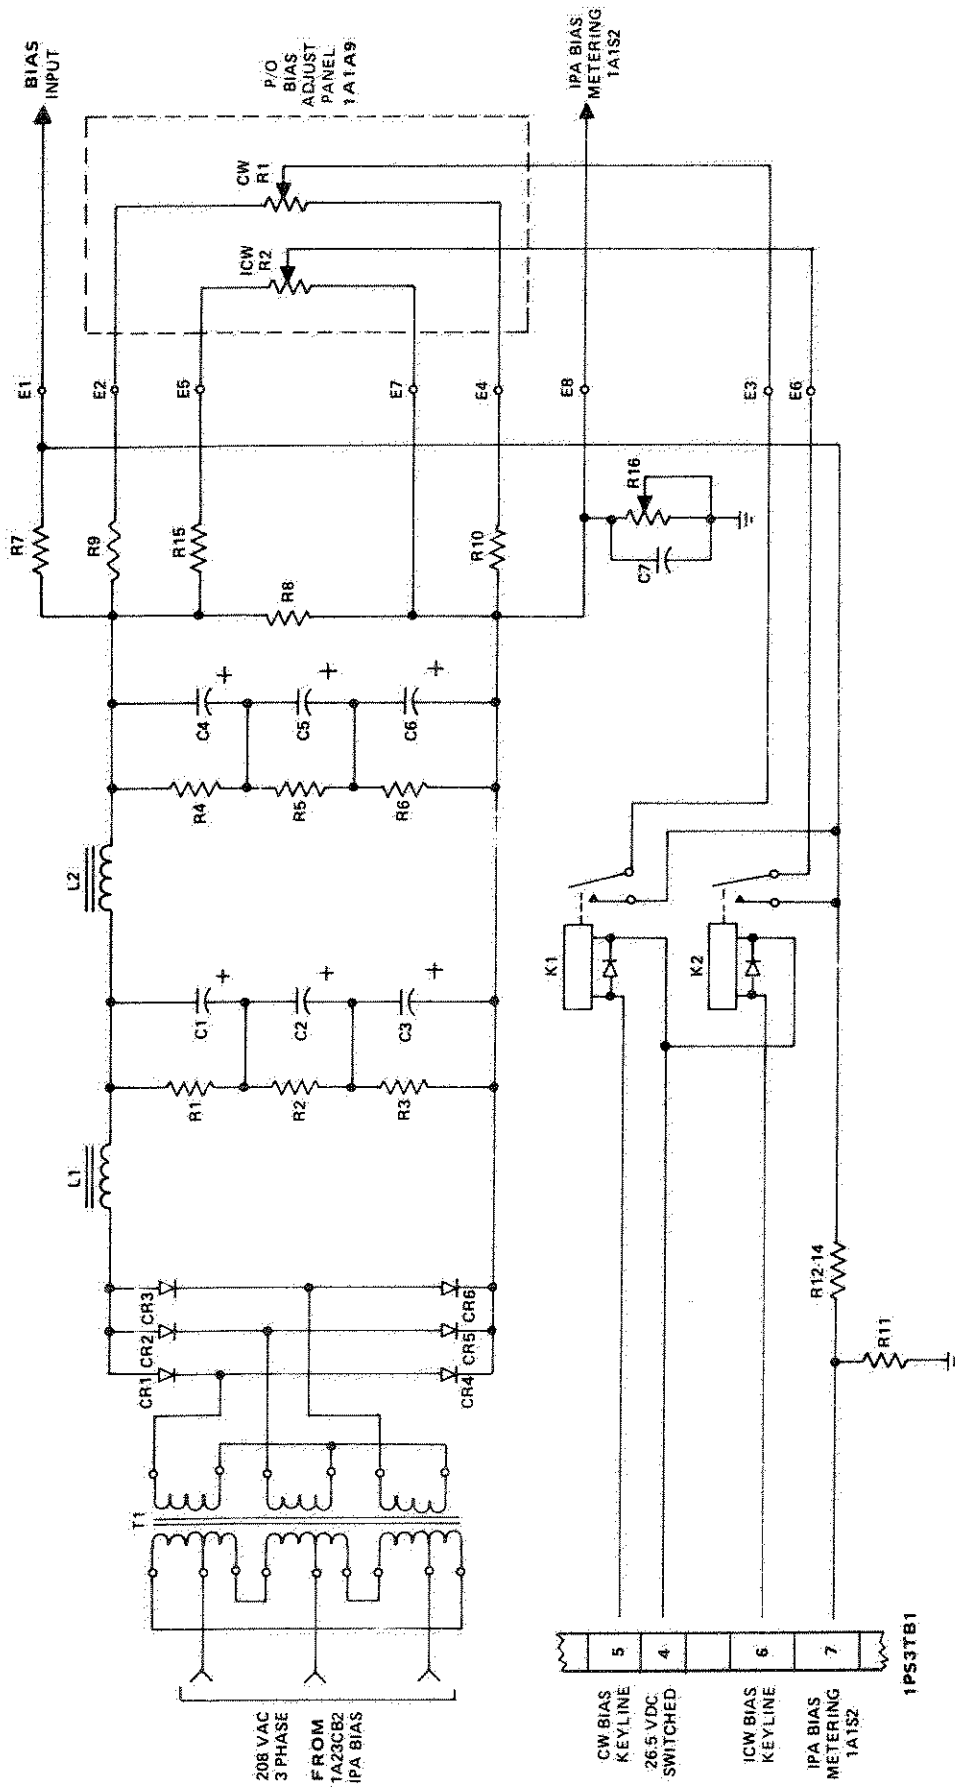 208 VAC
3 PHASE
FROM
1A23CB2
IPA BIAS
T1
CR1
CR2
CR3
CR4
CR5
CR6
L1
R1
R2
R3
C1
+
C2
+
C3
+
L2
R4
R5
R6
C4
+
C5
+
C6
+
R7
R9
R15
R8
R10
E1
E2
E5
E7
E4
E8
E3
E6
ICW
R2
CW
R1
BIAS
INPUT
P/O
BIAS
ADJUST
PANEL
1A1A9
IPA BIAS
METERING
1A1S2
C7
R16
K1
K2
R12-14
R11
CW BIAS
KEYLINE
5
26.5 VDC
SWITCHED
4
ICW BIAS
KEYLINE
6
IPA BIAS
METERING
1A1S2
7
1PS3TB1